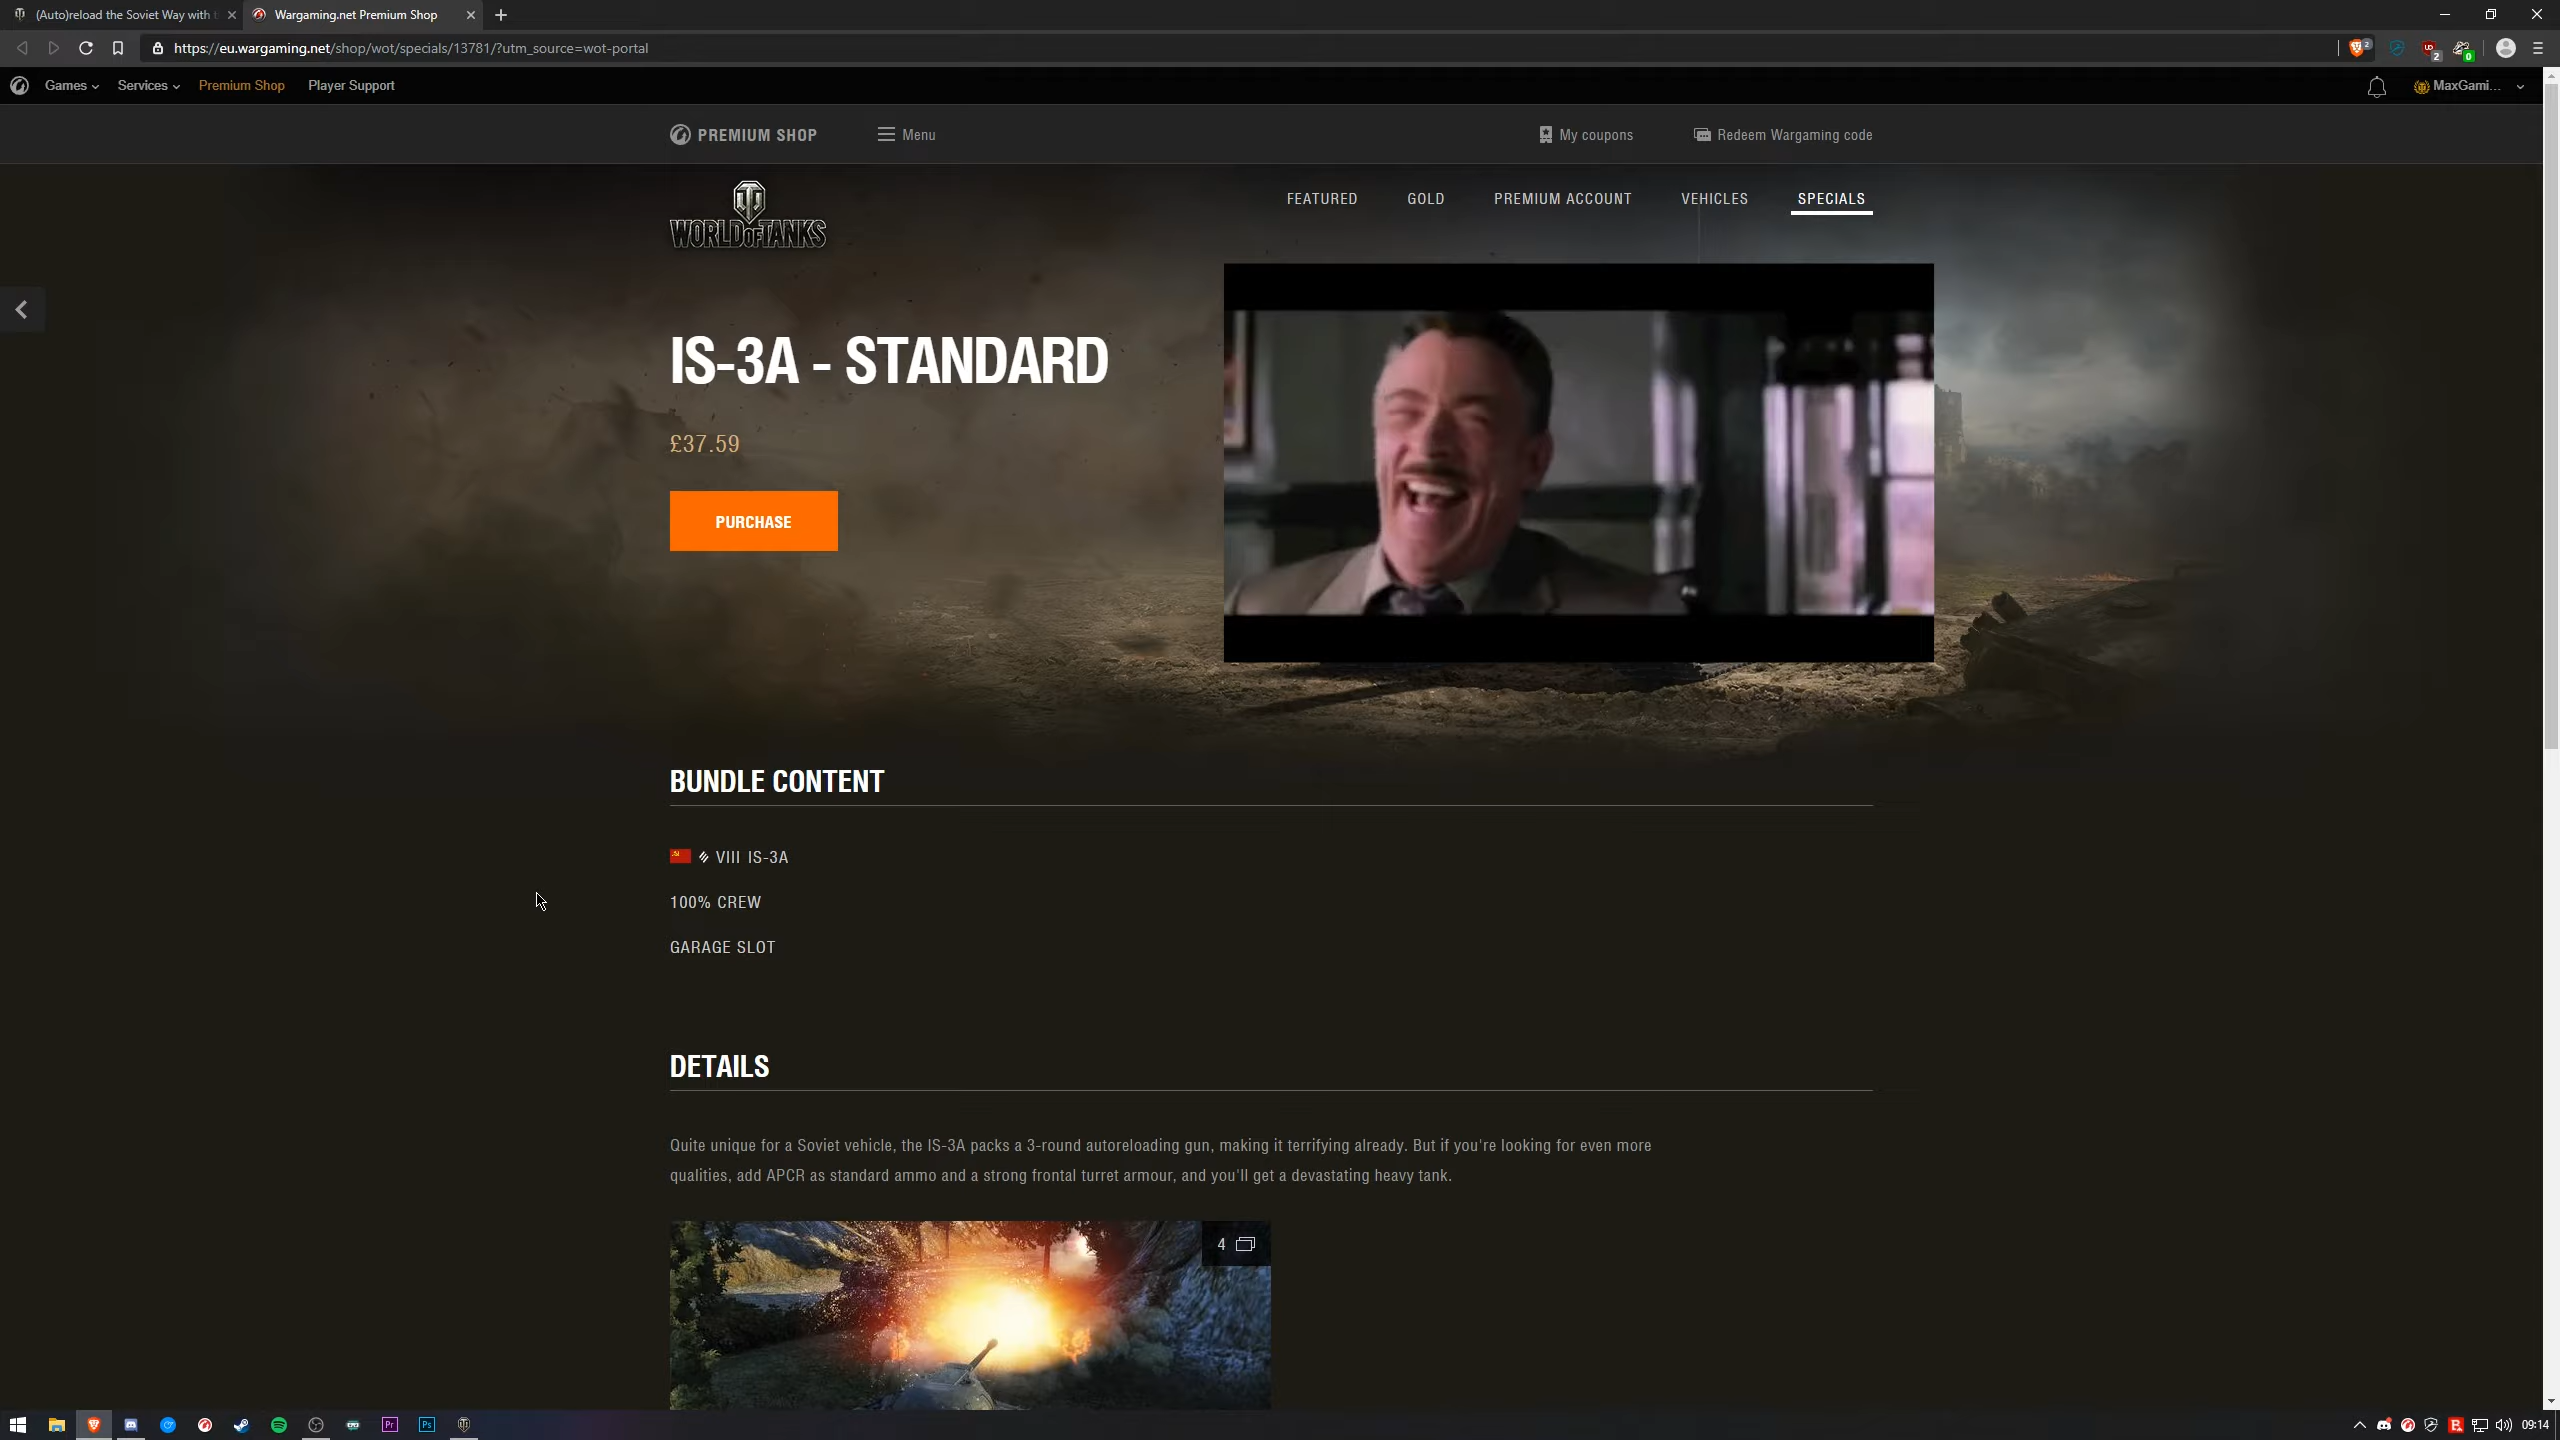 (Auto)reload the Soviet Way with t
Wargaming.net Premium Shop
https://eu.wargaming.net/shop/wot/specials/13781/?utm_source=wot-portal
2
2
0
Games
Services
Premium Shop
Player Support
MaxGami...
PREMIUM SHOP
Menu
My coupons
Redeem Wargaming code
WORLD OF TANKS
FEATURED
GOLD
PREMIUM ACCOUNT
VEHICLES
SPECIALS
IS-3A - STANDARD
£37.59
PURCHASE
BUNDLE CONTENT
VIII IS-3A
100% CREW
GARAGE SLOT
DETAILS
Quite unique for a Soviet vehicle, the IS-3A packs a 3-round autoreloading gun, making it terrifying already. But if you're looking for even more
qualities, add APCR as standard ammo and a strong frontal turret armour, and you'll get a devastating heavy tank.
4
Pr
Ps
09:14